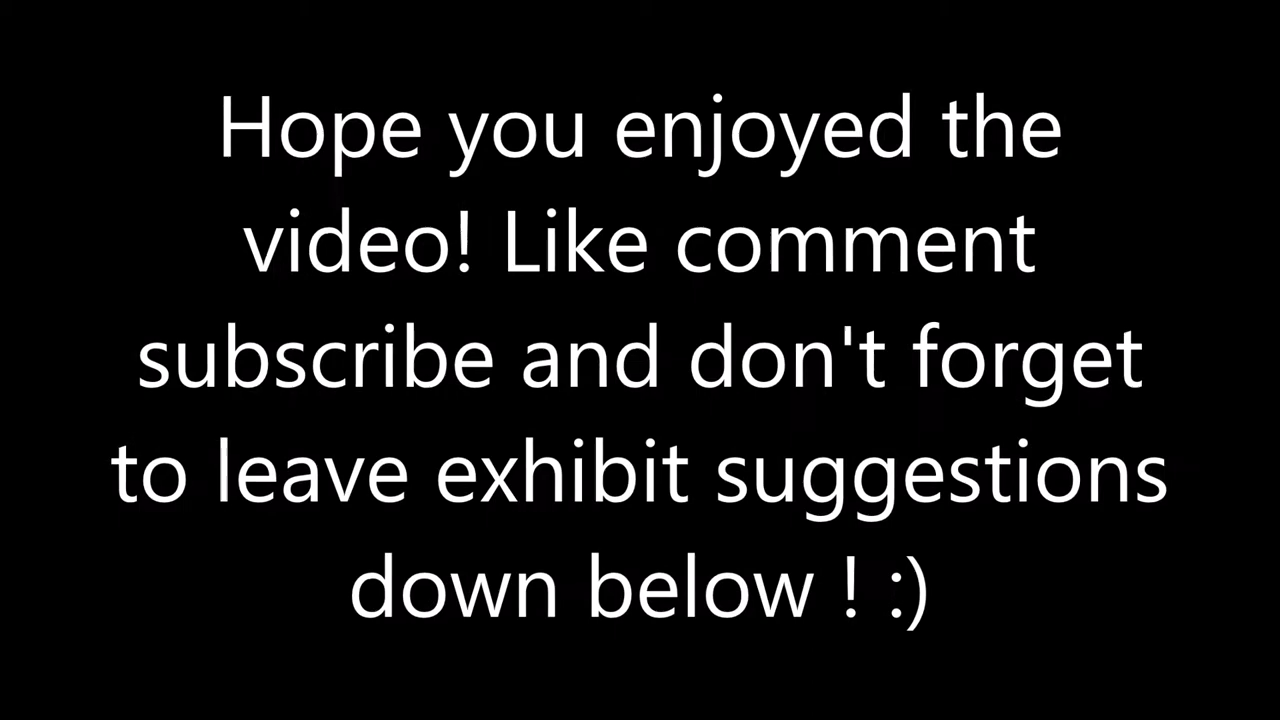 Hope you enjoyed the
video! Like comment
subscribe and don't forget
to leave exhibit suggestions
down below ! :)